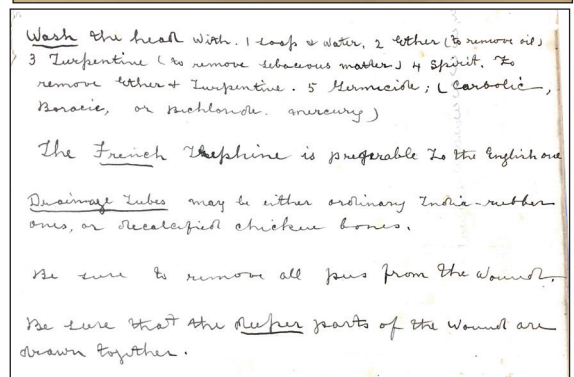 Wash the head with. 1 soap & water, 2 Ether (to remove oil)
3 Turpentine (to remove sebaceous matter) 4 Spirit. To
remove Ether & Turpentine. 5 Germicide; (Carbolic,
Boracic, or Bichloride. mercury)
The French Trephine is preferable to the English one
Drainage Tubes may be either ordinary India-rubber
ones, or decalcified chicken bones.
Be sure to remove all pus from the wound.
Be sure that the deeper parts of the wound are
drawn together.